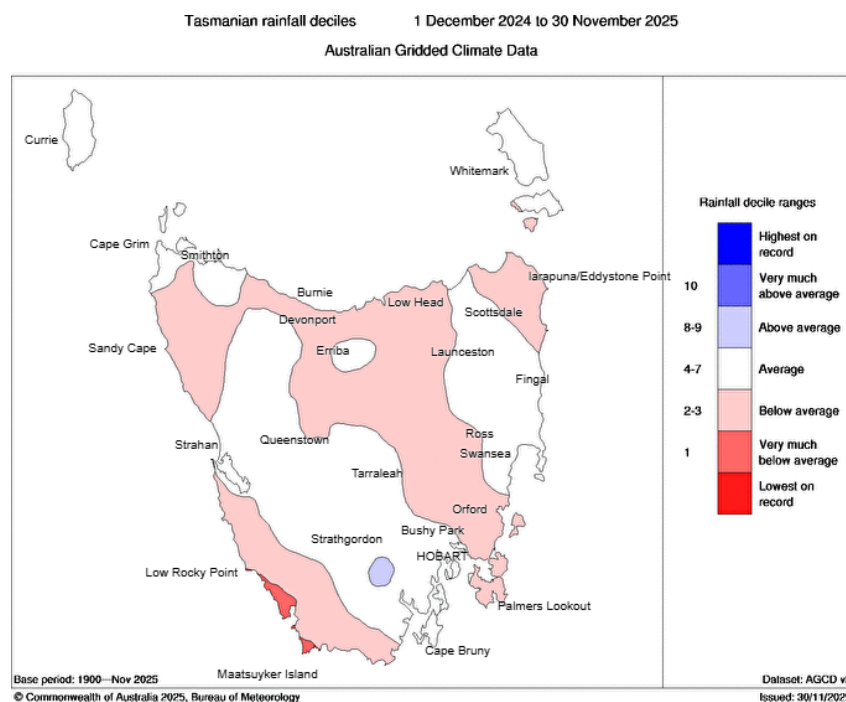 Tasmanian rainfall deciles 1 December 2024 to 30 November 2025
Australian Gridded Climate Data
Currie
Whitemark
Cape Grim
Smithton
Iarapuna/Eddystone Point
Burnie
Low Head
Scottsdale
Devonport
Sandy Cape
Erriba
Launceston
Fingal
Ross
Queenstown
Strahan
Swansea
Tarraleah
Orford
Bushy Park
Strathgordon
HOBART
Low Rocky Point
Palmers Lookout
Cape Bruny
Maatsuyker Island
Rainfall decile ranges
Highest on
record
10 Very much
above average
8-9 Above average
4-7 Average
2-3 Below average
1 Very much
below average
Lowest on
record
Base period: 1900—Nov 2025
Dataset: AGCD v
© Commonwealth of Australia 2025, Bureau of Meteorology
Issued: 30/11/202